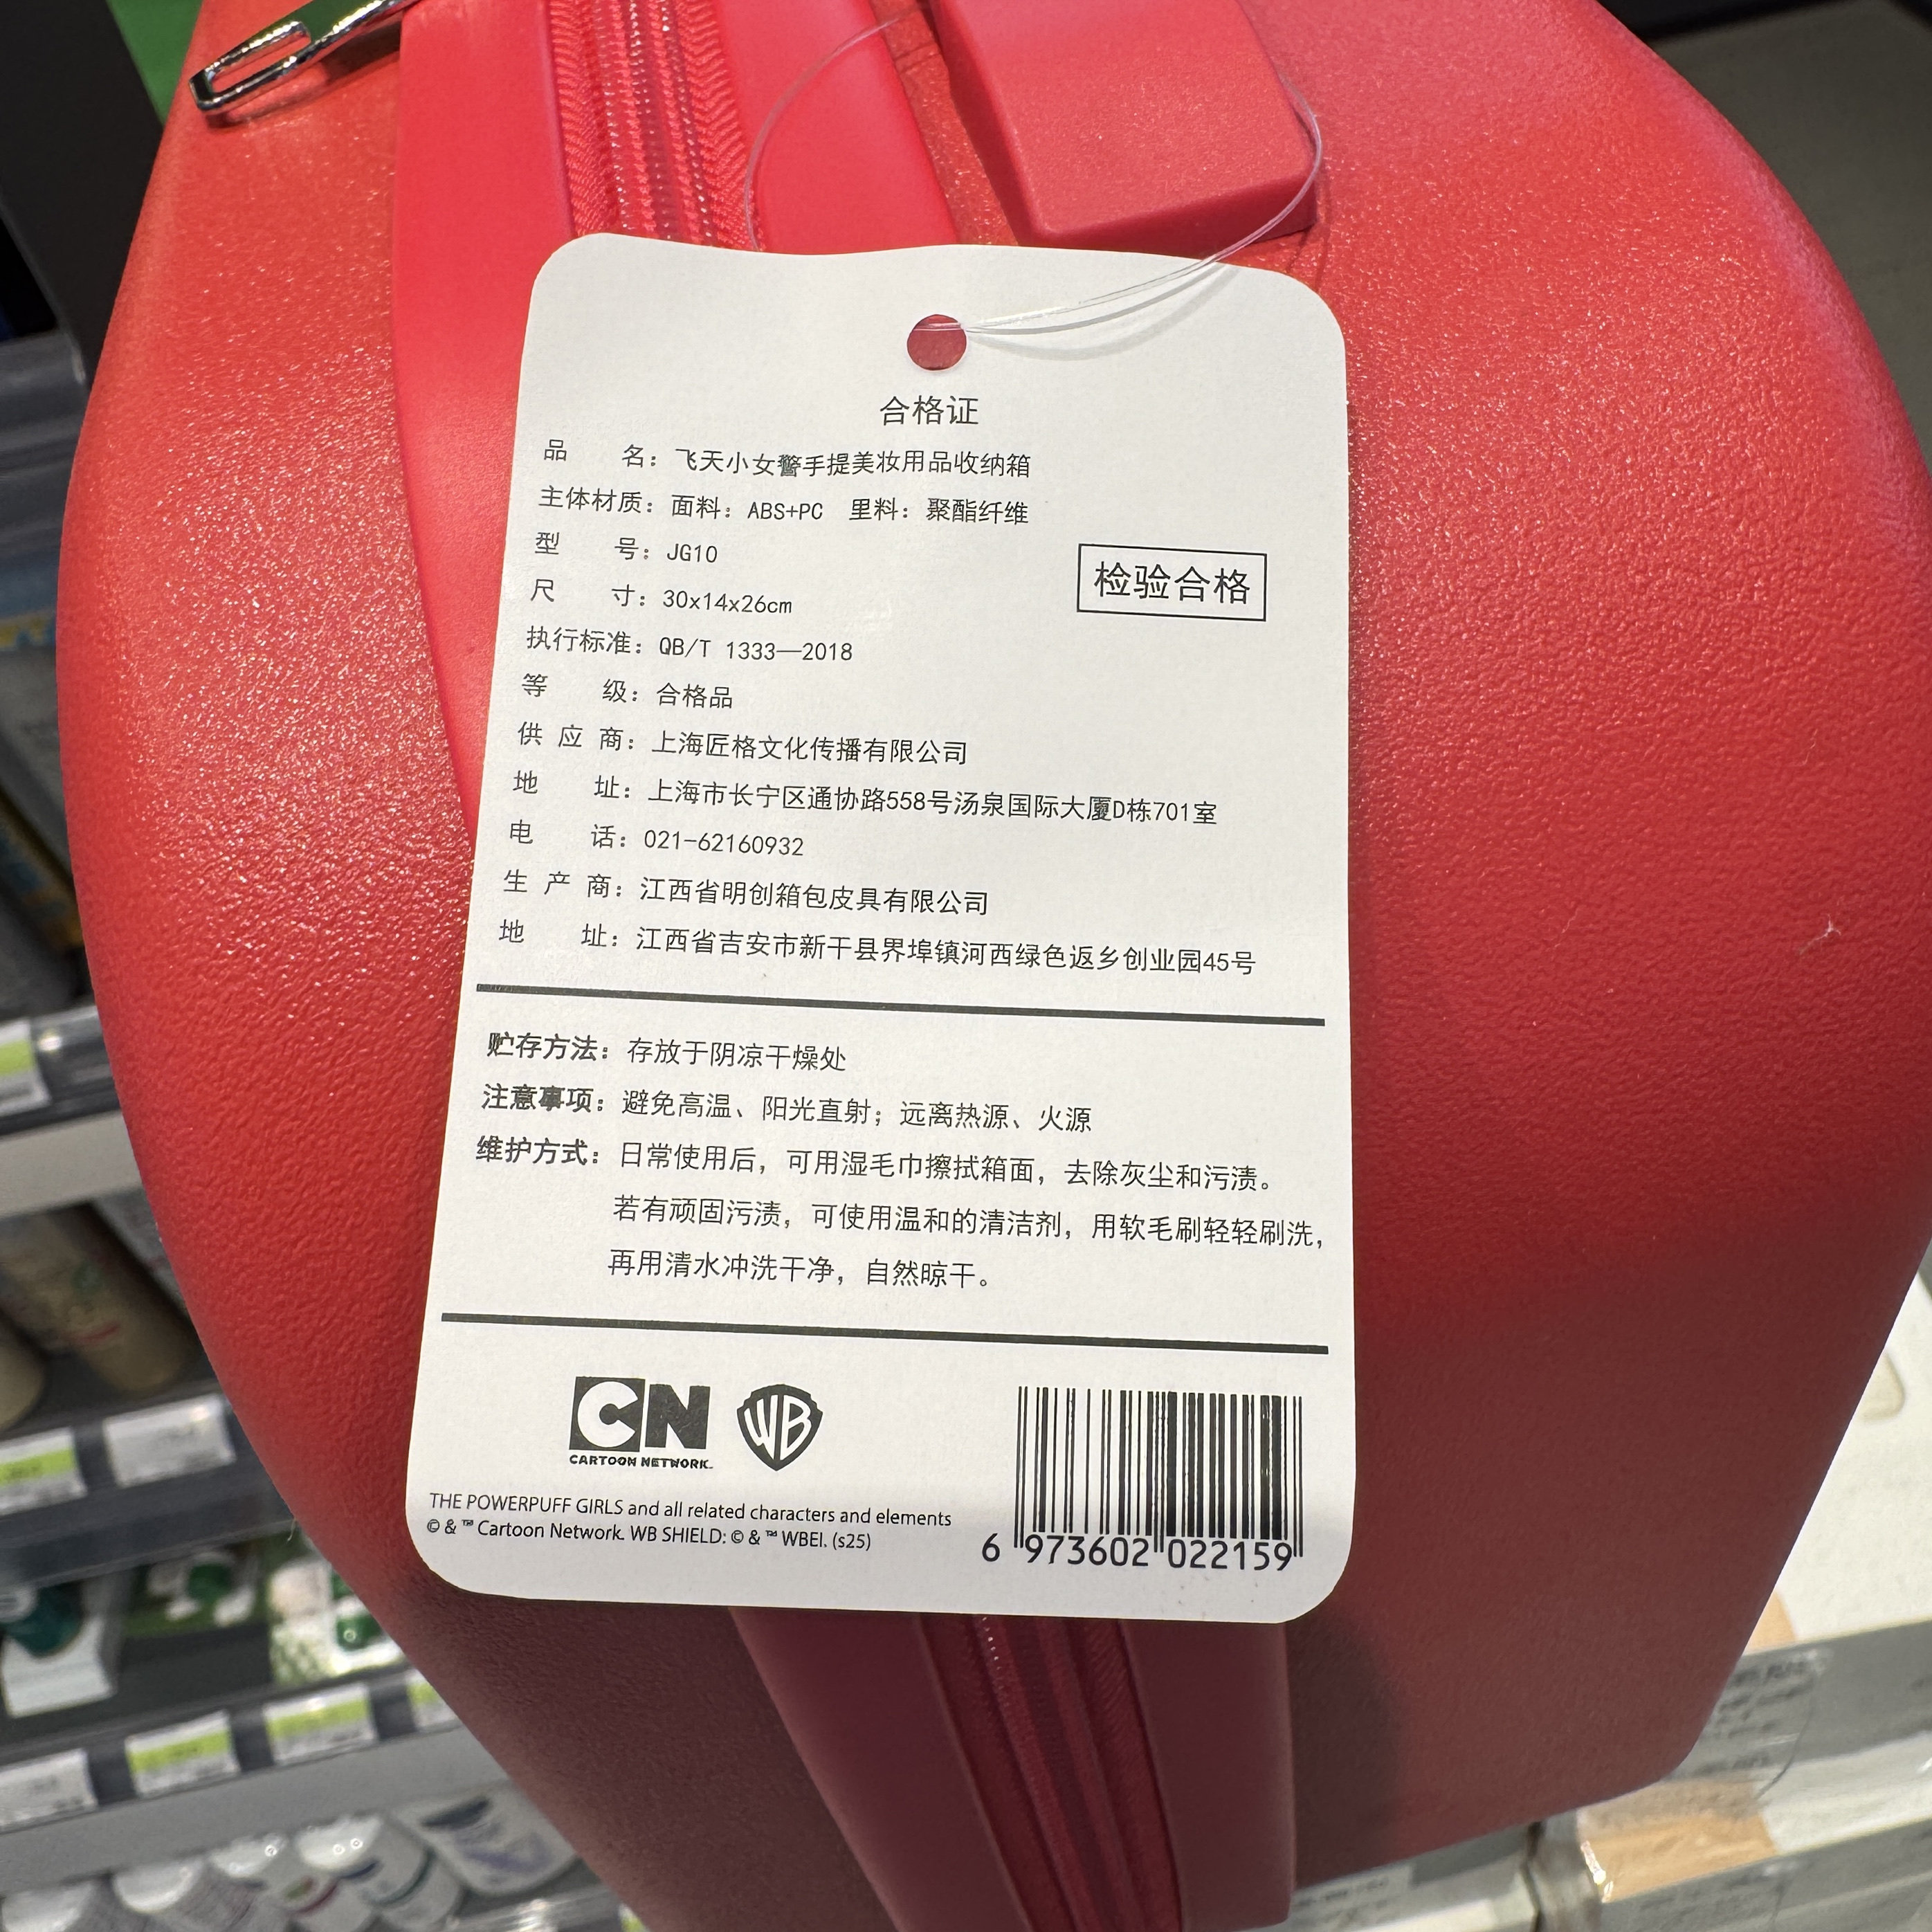 合格证
品 名：飞天小女警手提美妆用品收纳箱
主体材质：面料：ABS+PC 里料：聚酯纤维
型 号：JG10
检验合格
尺 寸：30x14x26cm
执行标准：QB/T 1333—2018
等 级：合格品
供 应 商：上海匠格文化传播有限公司
地 址：上海市长宁区通协路558号汤泉国际大厦D栋701室
电 话：021-62160932
生 产 商：江西省明创箱包皮具有限公司
地 址：江西省吉安市新干县界埠镇河西绿色返乡创业园45号
贮存方法：存放于阴凉干燥处
注意事项：避免高温、阳光直射；远离热源、火源
维护方式：日常使用后，可用湿毛巾擦拭箱面，去除灰尘和污渍。
若有顽固污渍，可使用温和的清洁剂，用软毛刷轻轻刷洗，
再用清水冲洗干净，自然晾干。
CN
CARTOON NETWORK™
WB
THE POWERPUFF GIRLS and all related characters and elements
© & ™ Cartoon Network. WB SHIELD: © & ™ WBEI. (s25)
6 973602 022159